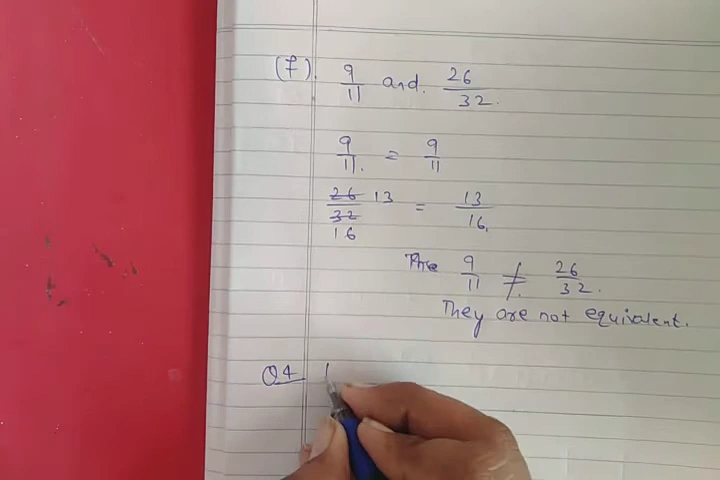 (f). 9/11 and. 26/32.
9/11. = 9/11
26/32 13 16 = 13/16.
9/11 ≠. 26/32.
They are not equivalent.
Q4